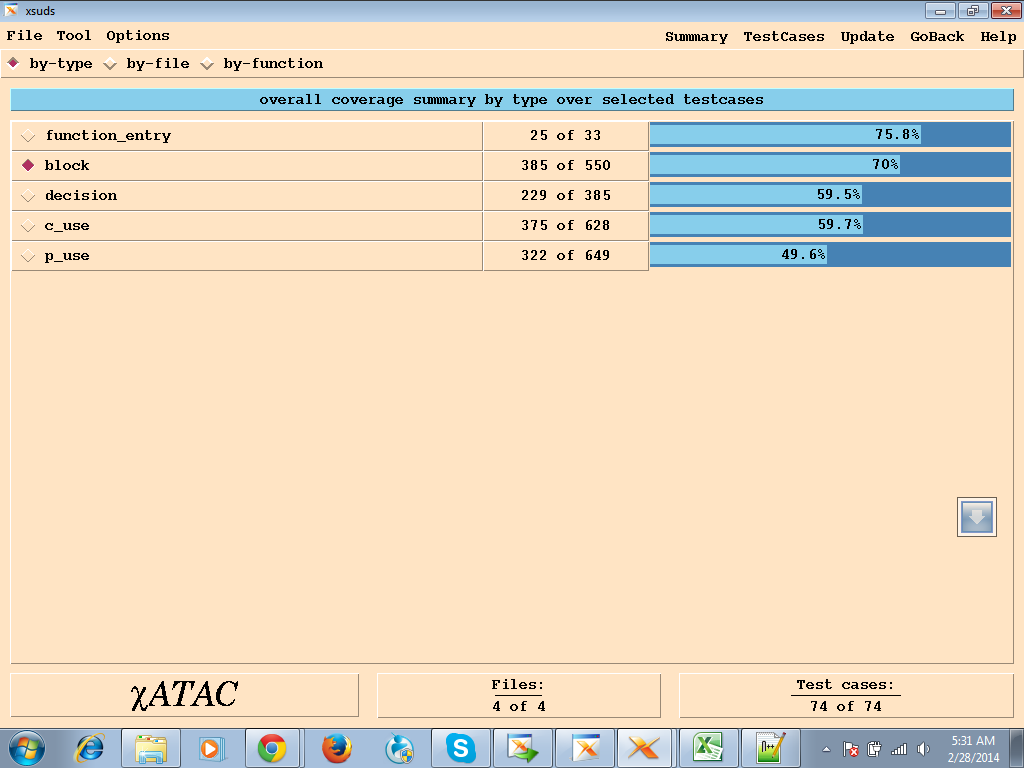 xsuds
File Tool Options Summary TestCases Update GoBack Help
by-type by-file by-function
overall coverage summary by type over selected testcases
function_entry 25 of 33 75.8%
block 385 of 550 70%
decision 229 of 385 59.5%
c_use 375 of 628 59.7%
p_use 322 of 649 49.6%
χATAC
Files:
4 of 4
Test cases:
74 of 74
5:31 AM
2/28/2014